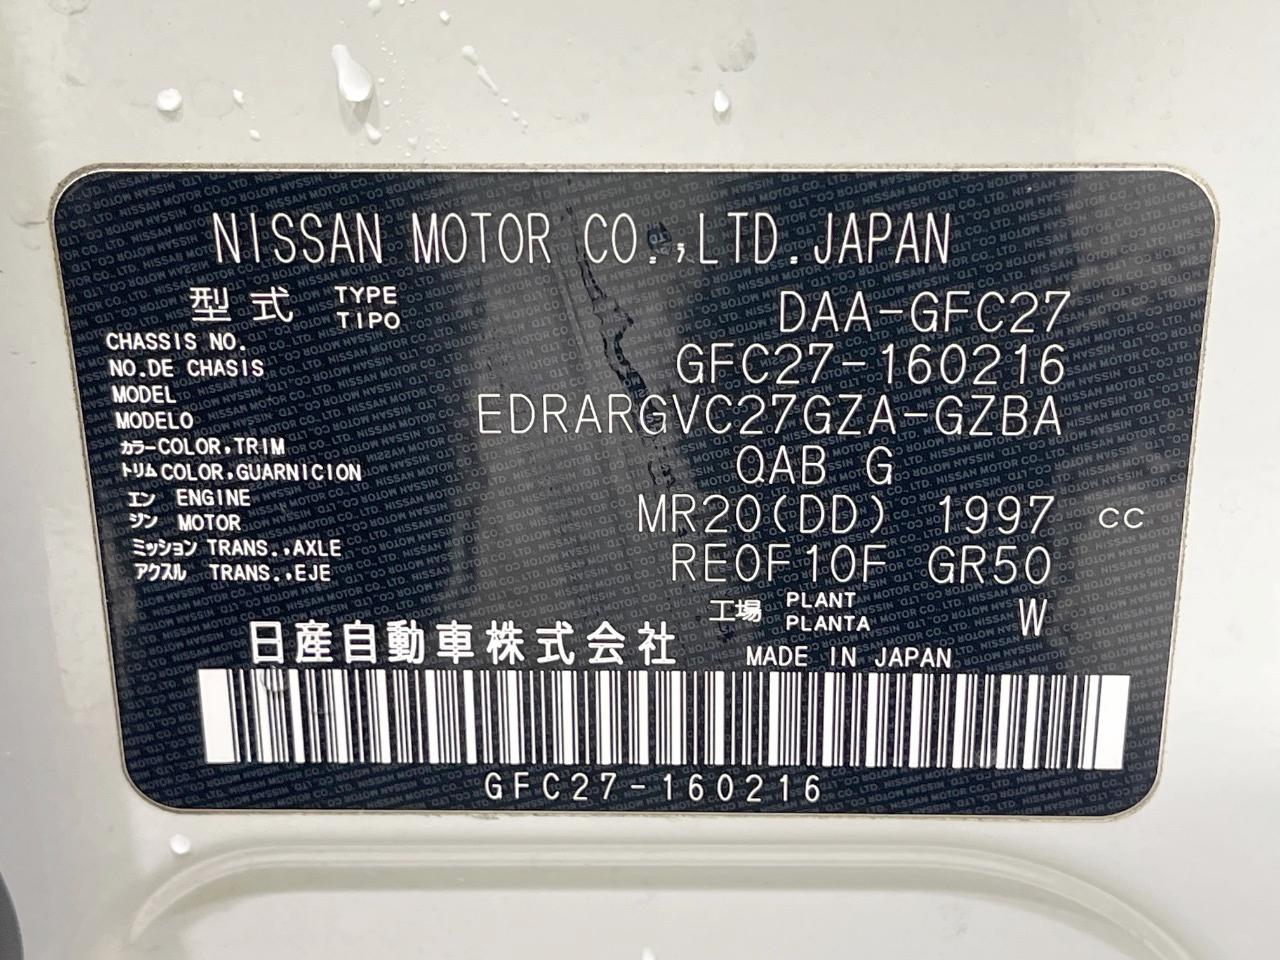 NISSAN MOTOR CO.,LTD.JAPAN
型式 TYPE TIPO DAA-GFC27
CHASSIS NO.
NO.DE CHASIS GFC27-160216
MODEL
MODELO EDRARGVC27GZA-GZBA
カラー COLOR,TRIM
トリム COLOR,GUARNICION QAB G
エン ENGINE
ジン MOTOR MR20(DD) 1997 CC
ミッション TRANS.,AXLE
アクスル TRANS.,EJE RE0F10F GR50
工場 PLANT PLANTA W
日産自動車株式会社 MADE IN JAPAN
GFC27-160216